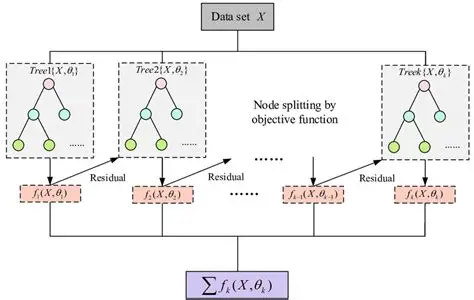 Data set X
Tree1{X,θ₁}
Tree2{X,θ₂}
Treek{X,θₖ}
Node splitting by
objective function
......
......
......
......
Residual
Residual
Residual
f₁(X,θ₁)
f₂(X,θ₂)
......
fₖ₋₁(X,θₖ₋₁)
fₖ(X,θₖ)
∑fₖ(X,θₖ)